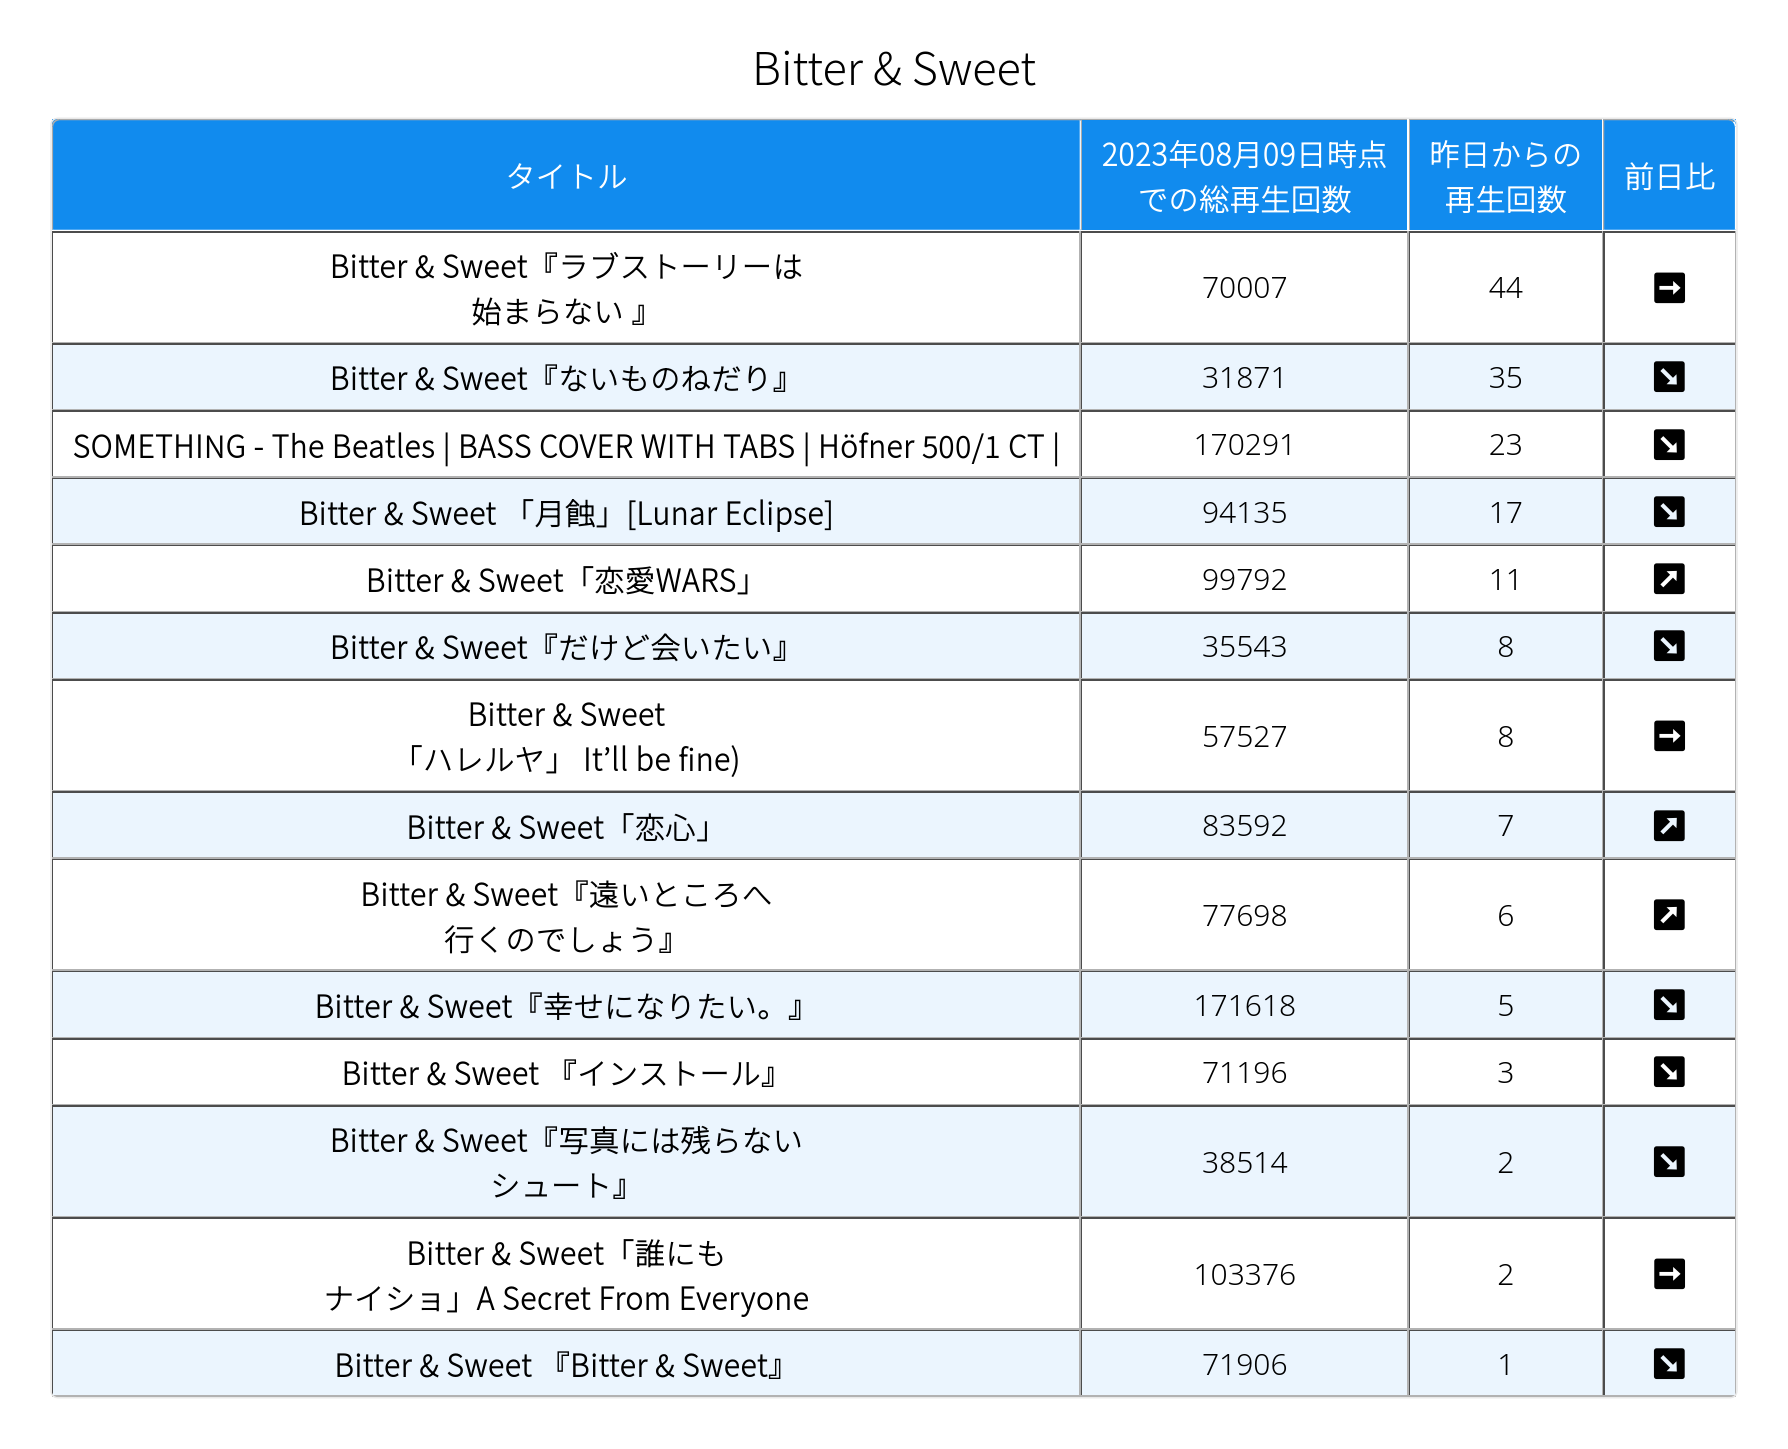 Bitter & Sweet
タイトル
2023年08月09日時点
での総再生回数
昨日からの
再生回数
前日比
Bitter & Sweet『ラブストーリーは
始まらない 』
70007
44
Bitter & Sweet『ないものねだり』
31871
35
SOMETHING - The Beatles | BASS COVER WITH TABS | Höfner 500/1 CT |
170291
23
Bitter & Sweet 「月蝕」[Lunar Eclipse]
94135
17
Bitter & Sweet「恋愛WARS」
99792
11
Bitter & Sweet『だけど会いたい』
35543
8
Bitter & Sweet
「ハレルヤ」 It’ll be fine)
57527
8
Bitter & Sweet「恋心」
83592
7
Bitter & Sweet『遠いところへ
行くのでしょう』
77698
6
Bitter & Sweet『幸せになりたい。』
171618
5
Bitter & Sweet 『インストール』
71196
3
Bitter & Sweet『写真には残らない
シュート』
38514
2
Bitter & Sweet「誰にも
ナイショ」A Secret From Everyone
103376
2
Bitter & Sweet 『Bitter & Sweet』
71906
1